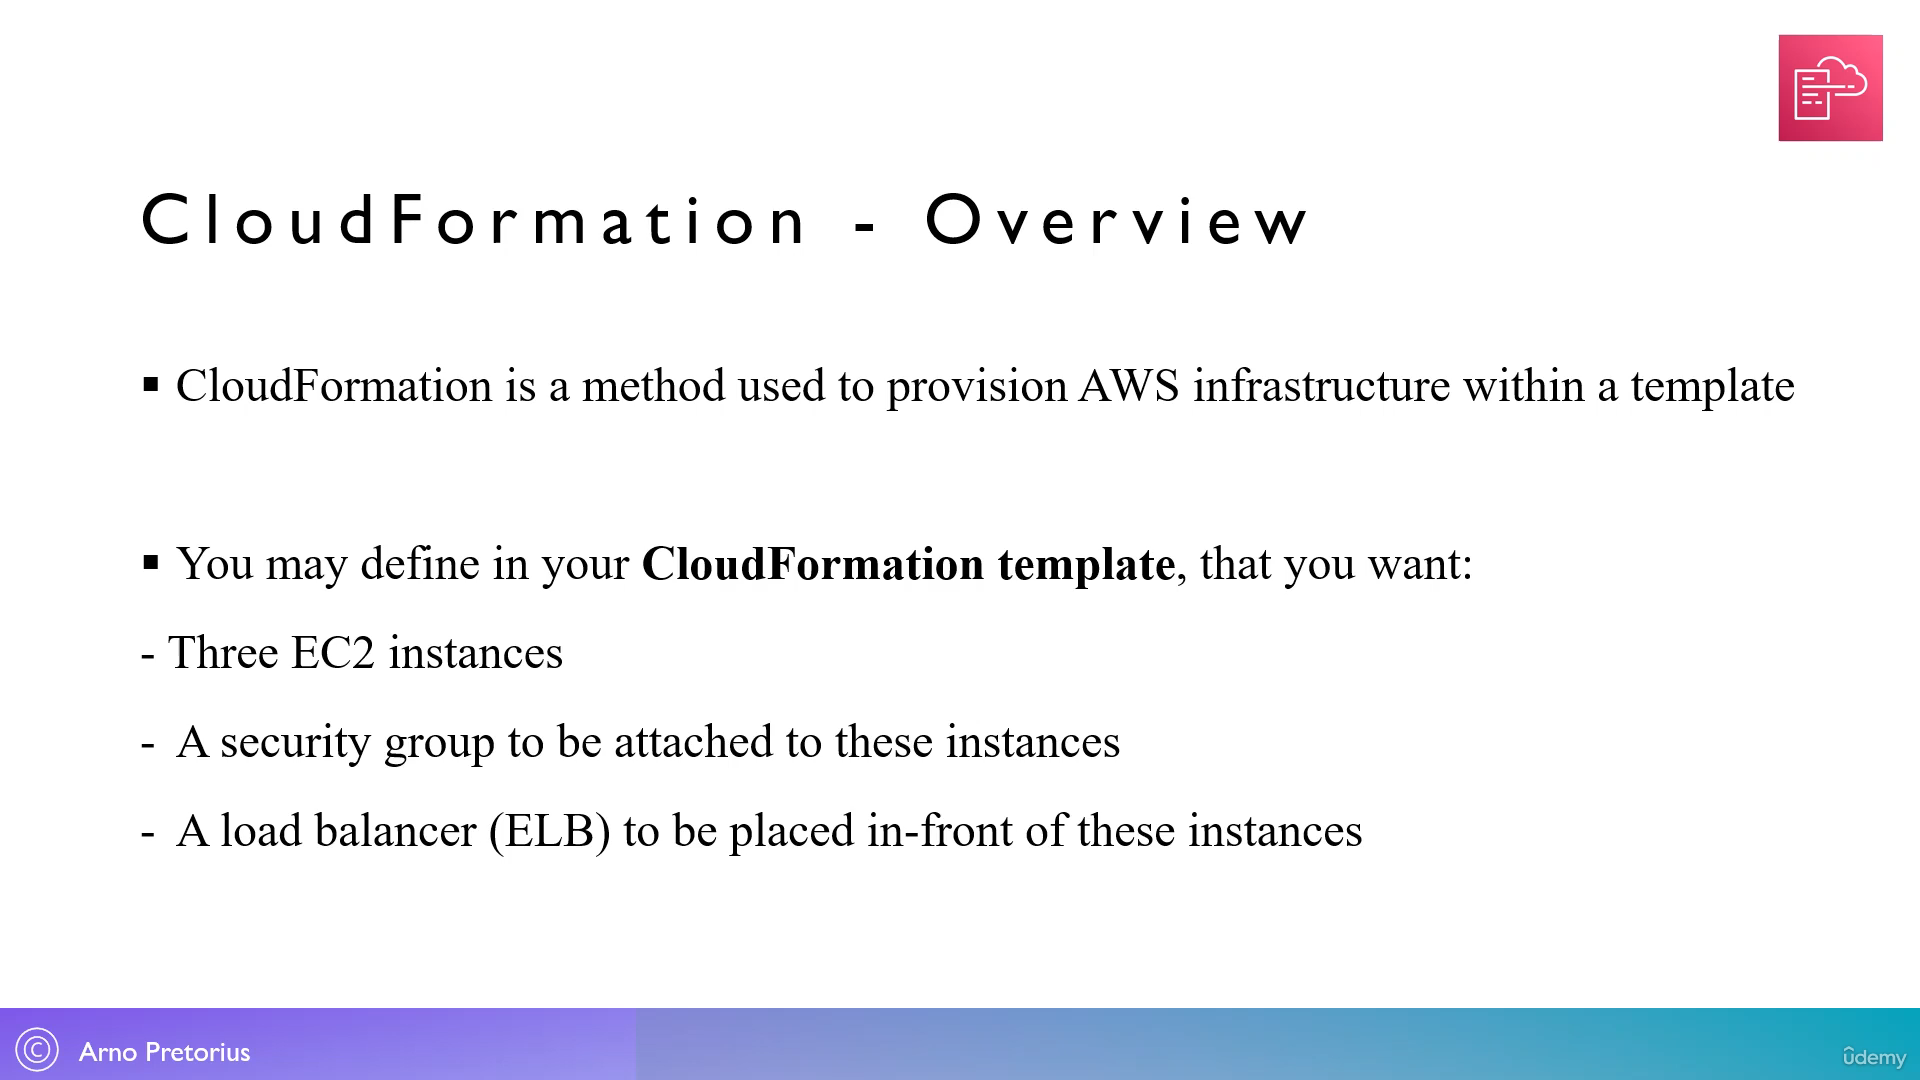 CloudFormation - Overview
▪ CloudFormation is a method used to provision AWS infrastructure within a template
▪ You may define in your CloudFormation template, that you want:
- Three EC2 instances
- A security group to be attached to these instances
- A load balancer (ELB) to be placed in-front of these instances
© Arno Pretorius
ûdemy